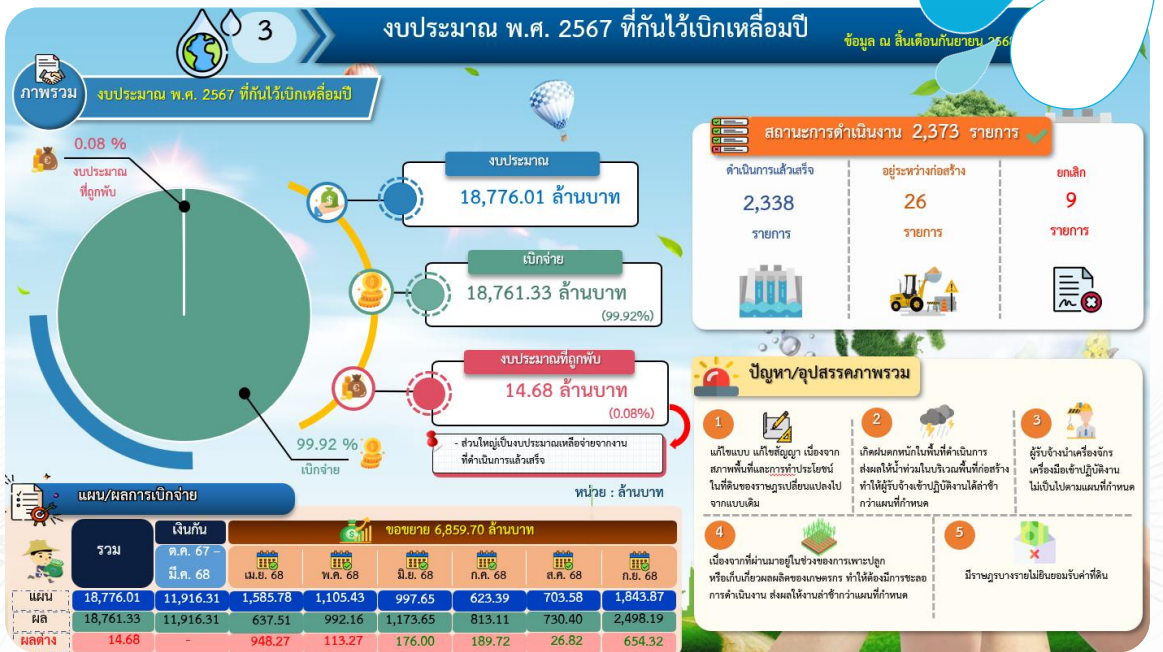 3
งบประมาณ พ.ศ. 2567 ที่กันไว้เบิกเหลื่อมปี
ข้อมูล ณ สิ้นเดือนกันยายน
ภาพรวม
งบประมาณ พ.ศ. 2567 ที่กันไว้เบิกเหลื่อมปี
0.08 %
งบประมาณ
ที่ถูกพับ
99.92 %
เบิกจ่าย
งบประมาณ
18,776.01 ล้านบาท
เบิกจ่าย
18,761.33 ล้านบาท
(99.92%)
งบประมาณที่ถูกพับ
14.68 ล้านบาท
(0.08%)
- ส่วนใหญ่เป็นงบประมาณเหลือจ่ายจากงาน
ที่ดำเนินการแล้วเสร็จ
สถานะการดำเนินงาน 2,373 รายการ
ดำเนินการแล้วเสร็จ
2,338
รายการ
อยู่ระหว่างก่อสร้าง
26
รายการ
ยกเลิก
9
รายการ
ปัญหา/อุปสรรคภาพรวม
1
แก้ไขแบบ แก้ไขสัญญา เนื่องจาก
สภาพพื้นที่และการทำประโยชน์
ในที่ดินของราษฎรเปลี่ยนแปลงไป
จากแบบเดิม
2
เกิดฝนตกหนักในพื้นที่ดำเนินการ
ส่งผลให้น้ำท่วมในบริเวณพื้นที่ก่อสร้าง
ทำให้ผู้รับจ้างเข้าปฏิบัติงานได้ล่าช้า
กว่าแผนที่กำหนด
3
ผู้รับจ้างนำเครื่องจักร
เครื่องมือเข้าปฏิบัติงาน
ไม่เป็นไปตามแผนที่กำหนด
4
เนื่องจากที่ผ่านมาอยู่ในช่วงของการเพาะปลูก
หรือเก็บเกี่ยวผลผลิตของเกษตรกร ทำให้ต้องมีการชะลอ
การดำเนินงาน ส่งผลให้งานล่าช้ากว่าแผนที่กำหนด
5
มีราษฎรบางรายไม่ยินยอมรับค่าที่ดิน
แผน/ผลการเบิกจ่าย
หน่วย : ล้านบาท
รวม
เงินกัน
ต.ค. 67 –
มี.ค. 68
ขอขยาย 6,859.70 ล้านบาท
เม.ย. 68 พ.ค. 68 มิ.ย. 68 ก.ค. 68 ส.ค. 68 ก.ย. 68
แผน 18,776.01 11,916.31 1,585.78 1,105.43 997.65 623.39 703.58 1,843.87
ผล 18,761.33 11,916.31 637.51 992.16 1,173.65 813.11 730.40 2,498.19
ผลต่าง 14.68 - 948.27 113.27 176.00 189.72 26.82 654.32